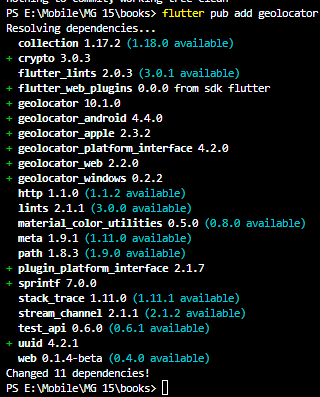 PS E:\Mobile\MG 15\books> flutter pub add geolocator
Resolving dependencies...
  collection 1.17.2 (1.18.0 available)
+ crypto 3.0.3
  flutter_lints 2.0.3 (3.0.1 available)
+ flutter_web_plugins 0.0.0 from sdk flutter
+ geolocator 10.1.0
+ geolocator_android 4.4.0
+ geolocator_apple 2.3.2
+ geolocator_platform_interface 4.2.0
+ geolocator_web 2.2.0
+ geolocator_windows 0.2.2
  http 1.1.0 (1.1.2 available)
  lints 2.1.1 (3.0.0 available)
  material_color_utilities 0.5.0 (0.8.0 available)
  meta 1.9.1 (1.11.0 available)
  path 1.8.3 (1.9.0 available)
+ plugin_platform_interface 2.1.7
+ sprintf 7.0.0
  stack_trace 1.11.0 (1.11.1 available)
  stream_channel 2.1.1 (2.1.2 available)
  test_api 0.6.0 (0.6.1 available)
+ uuid 4.2.1
  web 0.1.4-beta (0.4.0 available)
Changed 11 dependencies!
PS E:\Mobile\MG 15\books>